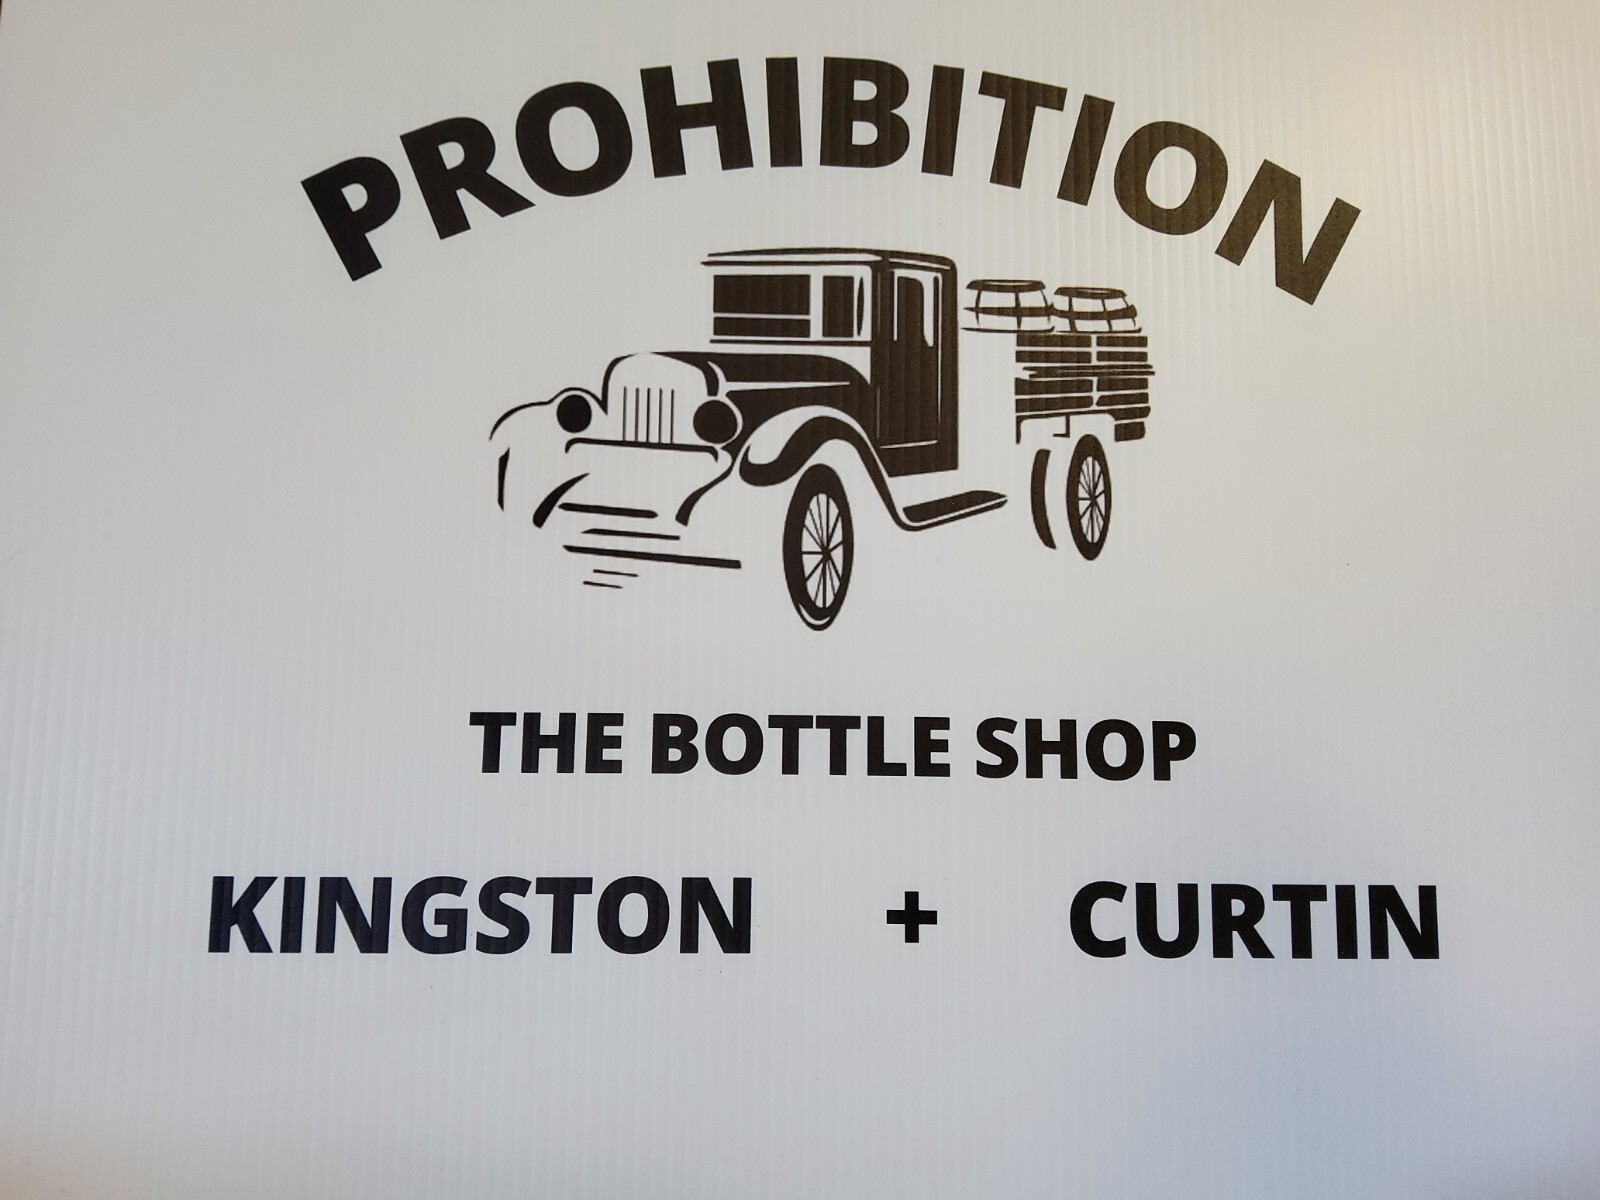 PROHIBITION
THE BOTTLE SHOP
KINGSTON + CURTIN